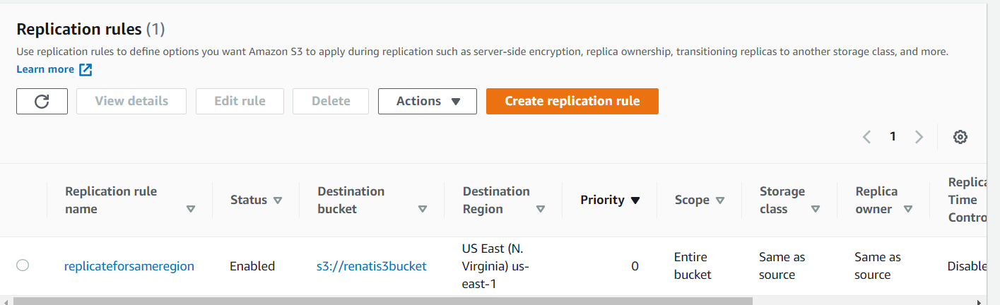 Replication rules (1)
Use replication rules to define options you want Amazon S3 to apply during replication such as server-side encryption, replica ownership, transitioning replicas to another storage class, and more.
Learn more
View details Edit rule Delete Actions Create replication rule
1
Replication rule name Status Destination bucket Destination Region Priority Scope Storage class Replica owner Replica Time Contro
replicateforsameregion Enabled s3://renatis3bucket US East (N. Virginia) us-east-1 0 Entire bucket Same as source Same as source Disable